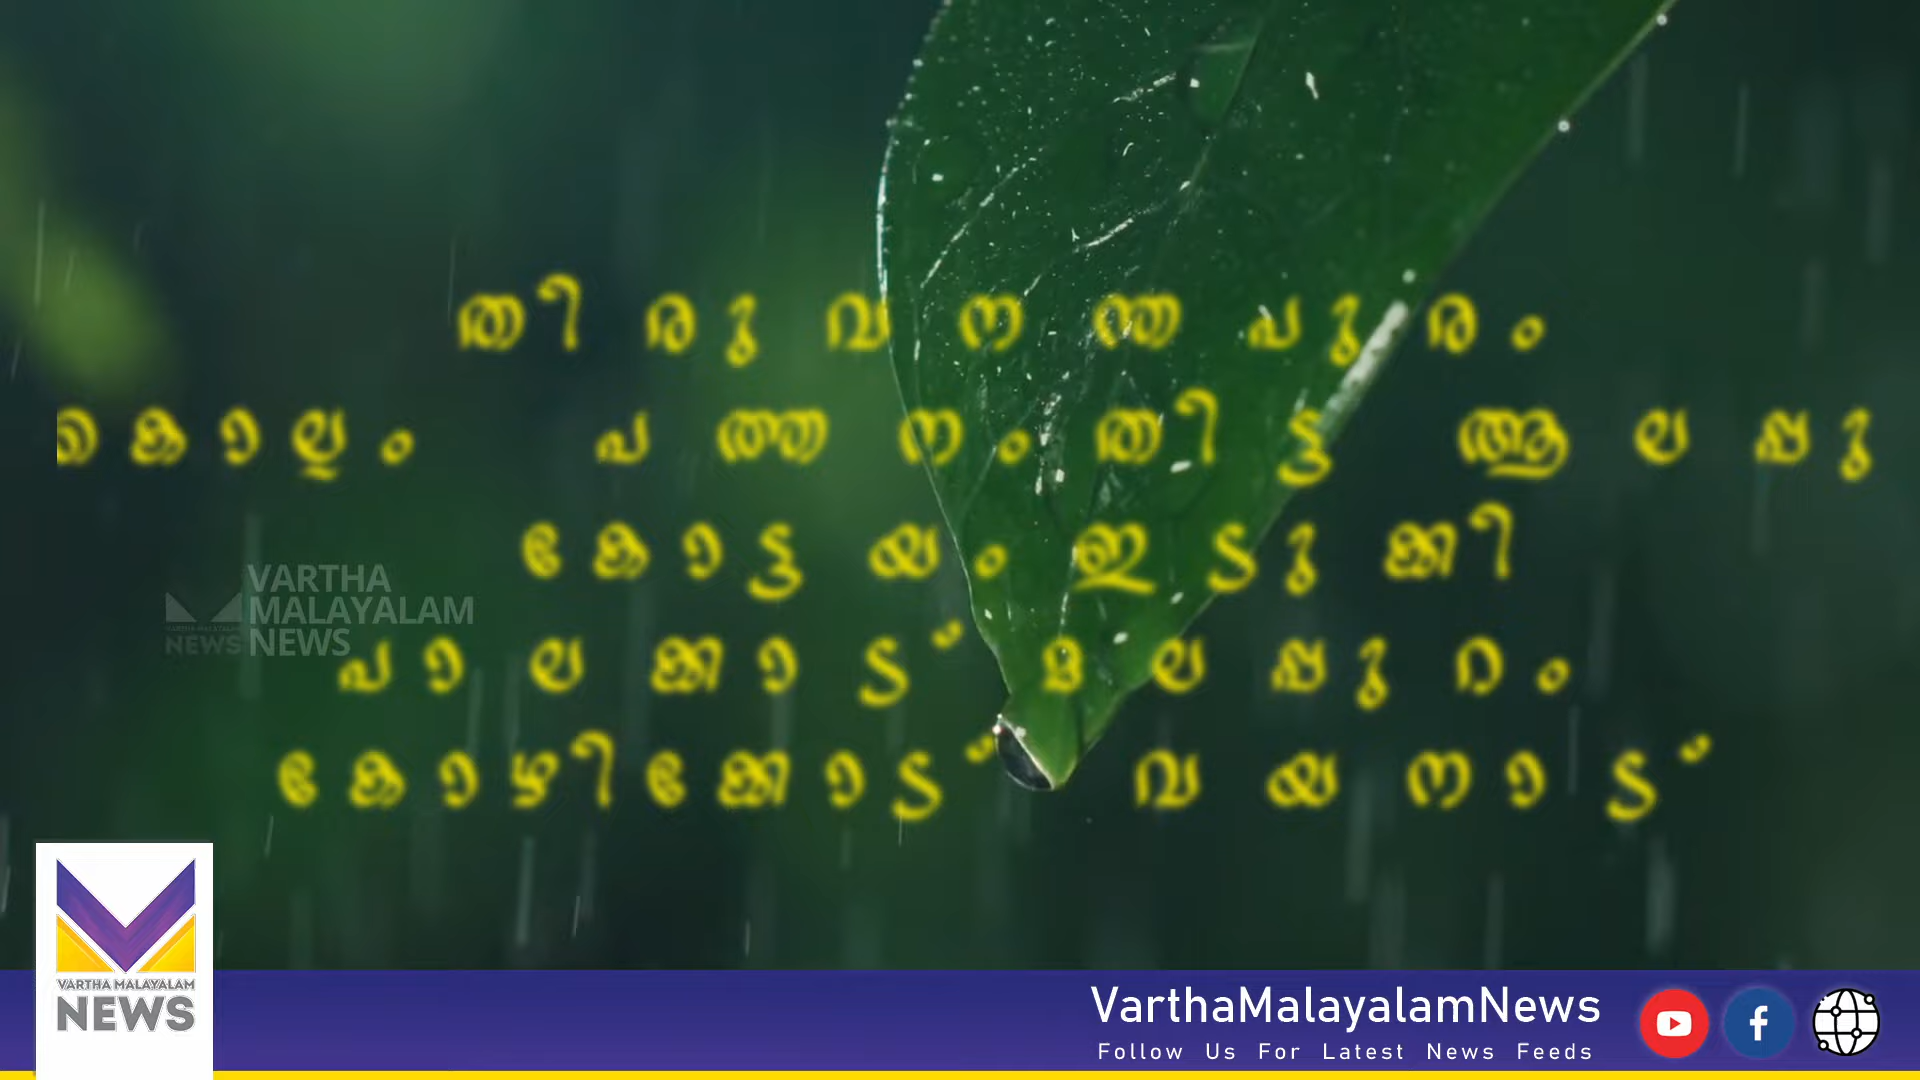 തിരുവനന്തപുരം
കൊല്ലം പത്തനംതിട്ട ആലപ്പു
കോട്ടയം ഇടുക്കി
VARTHA
MALAYALAM
NEWS
പാലക്കാട് മലപ്പുറം
കോഴിക്കോട് വയനാട്
VARTHA MALAYALAM
NEWS
VarthaMalayalamNews
Follow Us For Latest News Feeds